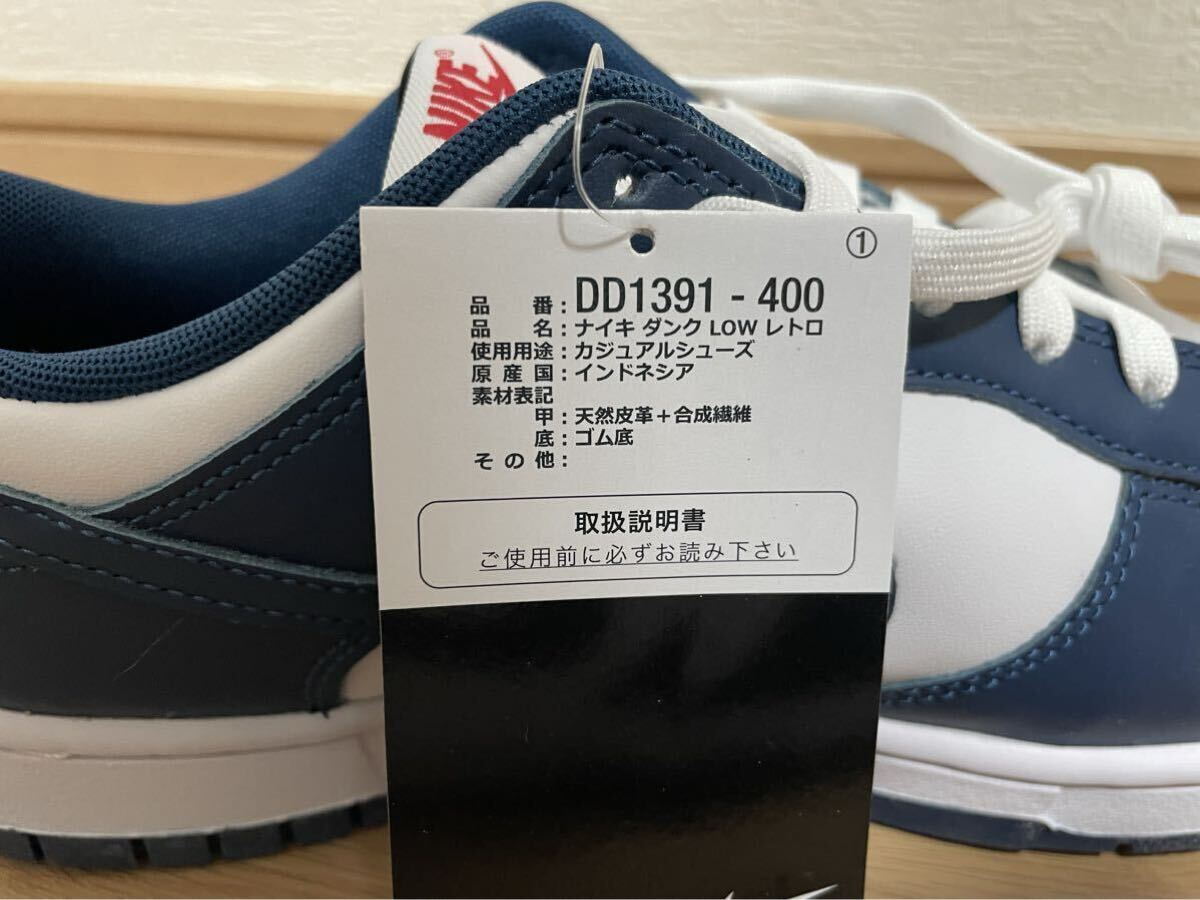 NIKE
①
品番：DD1391 - 400
品名：ナイキ ダンク LOW レトロ
使用用途：カジュアルシューズ
原産国：インドネシア
素材表記
甲：天然皮革＋合成繊維
底：ゴム底
その他：
取扱説明書
ご使用前に必ずお読み下さい